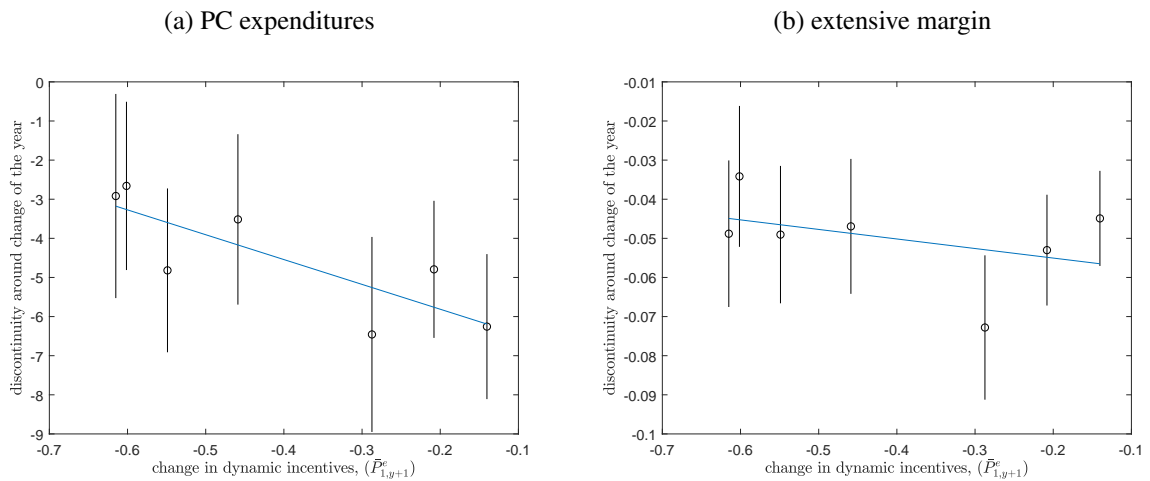 (a) PC expenditures
0
-1
-2
-3
-4
-5
-6
-7
-8
-9
discontinuity around change of the year
-0.7 -0.6 -0.5 -0.4 -0.3 -0.2 -0.1
change in dynamic incentives, (P̄ᵉ₁,ᵧ₊₁)
(b) extensive margin
-0.01
-0.02
-0.03
-0.04
-0.05
-0.06
-0.07
-0.08
-0.09
-0.1
discontinuity around change of the year
-0.7 -0.6 -0.5 -0.4 -0.3 -0.2 -0.1
change in dynamic incentives, (P̄ᵉ₁,ᵧ₊₁)